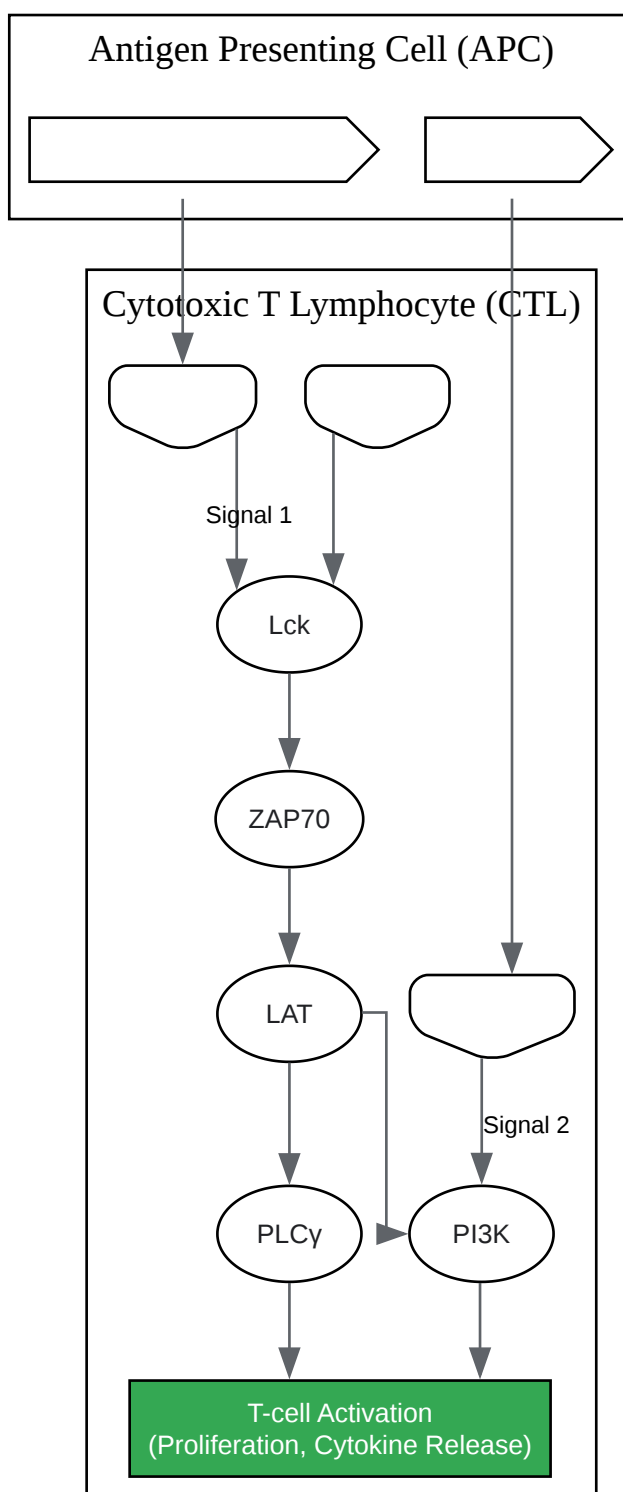 Antigen Presenting Cell (APC)
Cytotoxic T Lymphocyte (CTL)
Signal 1
Lck
ZAP70
LAT
Signal 2
PLCγ
PI3K
T-cell Activation
(Proliferation, Cytokine Release)